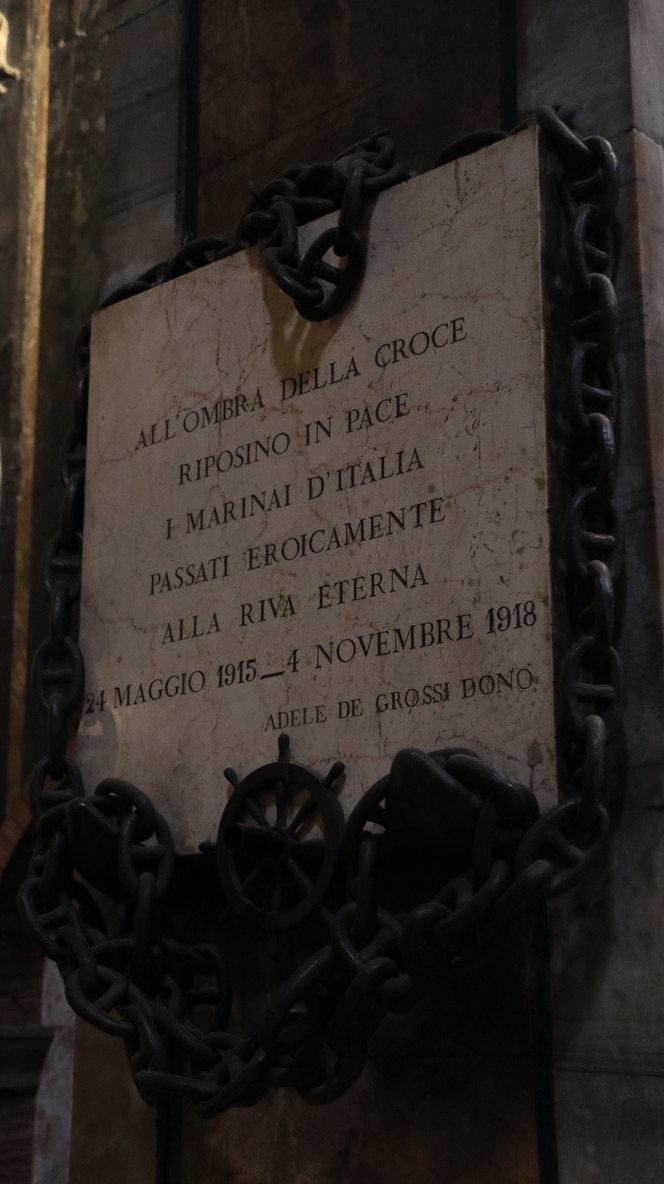 ALL'OMBRA DELLA CROCE
RIPOSINO IN PACE
I MARINAI D'ITALIA
PASSATI EROICAMENTE
ALLA RIVA ETERNA
24 MAGGIO 1915_4 NOVEMBRE 1918
ADELE DE GROSSI DONO